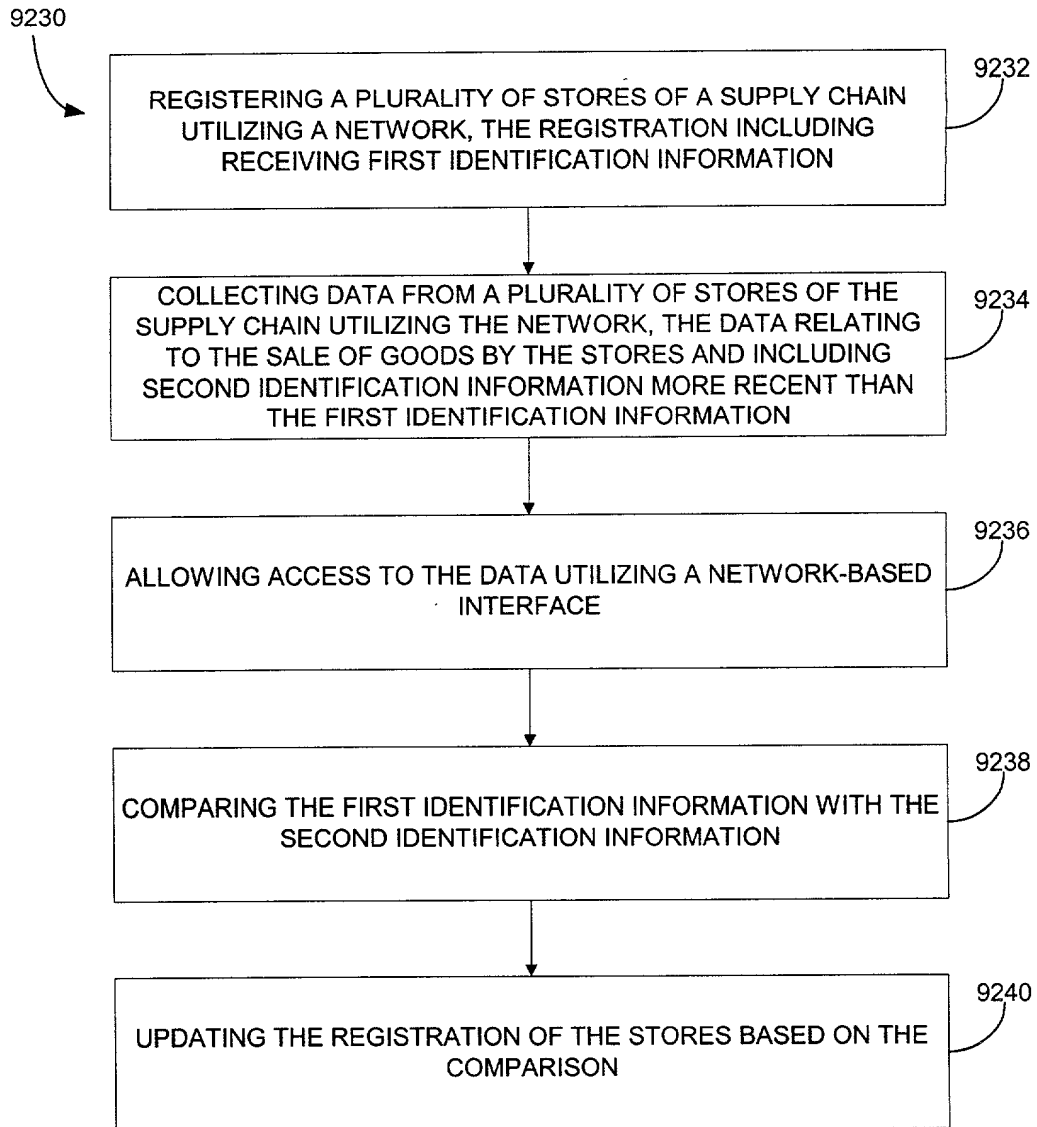 9230
9232
REGISTERING A PLURALITY OF STORES OF A SUPPLY CHAIN
UTILIZING A NETWORK, THE REGISTRATION INCLUDING
RECEIVING FIRST IDENTIFICATION INFORMATION
9234
COLLECTING DATA FROM A PLURALITY OF STORES OF THE
SUPPLY CHAIN UTILIZING THE NETWORK, THE DATA RELATING
TO THE SALE OF GOODS BY THE STORES AND INCLUDING
SECOND IDENTIFICATION INFORMATION MORE RECENT THAN
THE FIRST IDENTIFICATION INFORMATION
9236
ALLOWING ACCESS TO THE DATA UTILIZING A NETWORK-BASED
INTERFACE
9238
COMPARING THE FIRST IDENTIFICATION INFORMATION WITH THE
SECOND IDENTIFICATION INFORMATION
9240
UPDATING THE REGISTRATION OF THE STORES BASED ON THE
COMPARISON